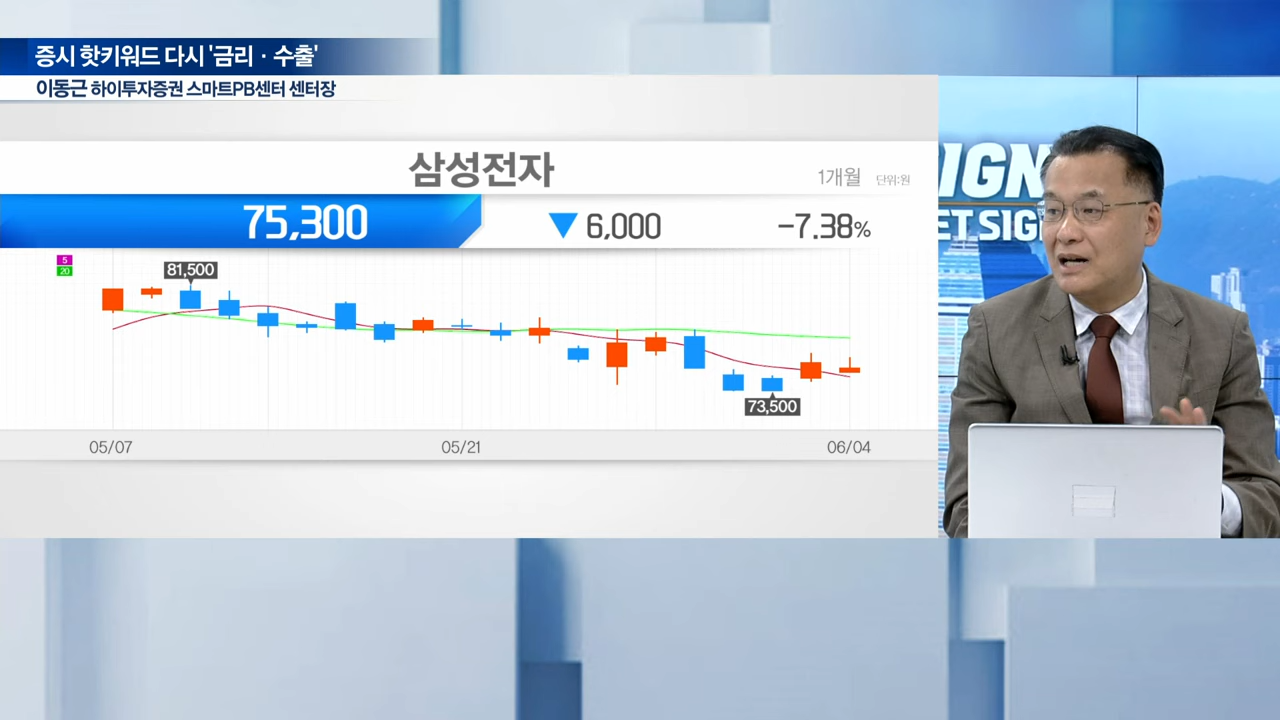 증시 핫키워드 다시 '금리 · 수출'
이동근 하이투자증권 스마트PB센터 센터장
삼성전자
1개월 단위:원
75,300 ▼ 6,000 -7.38%
5
20
81,500
73,500
05/07 05/21 06/04
IGN
ET SIG